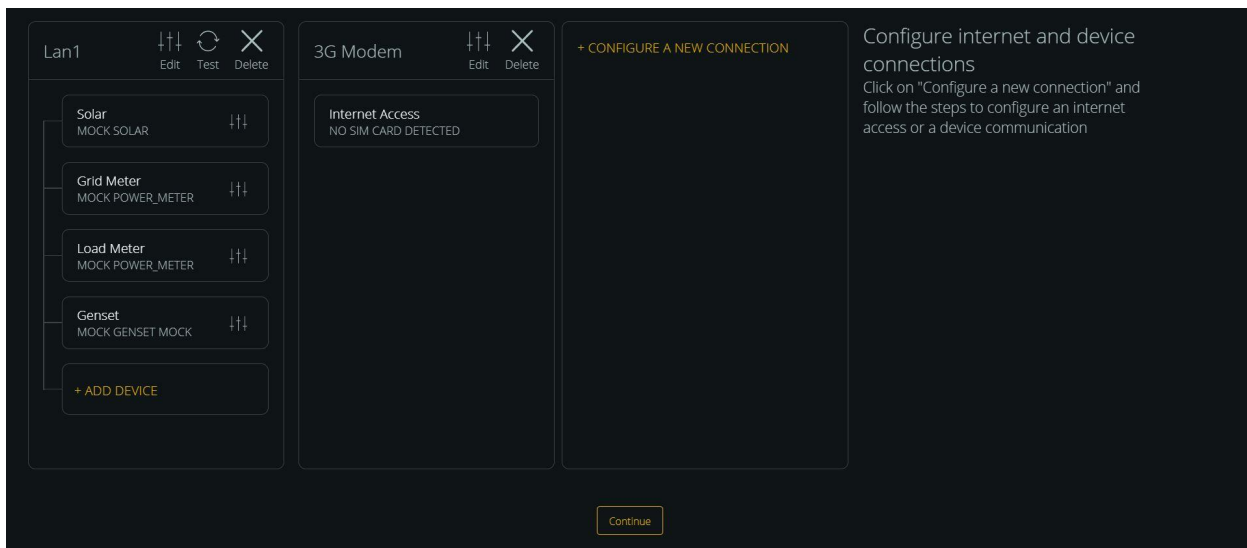 Lan1
Edit
Test
Delete
Solar
MOCK SOLAR
Grid Meter
MOCK POWER_METER
Load Meter
MOCK POWER_METER
Genset
MOCK GENSET MOCK
+ ADD DEVICE
3G Modem
Edit
Delete
Internet Access
NO SIM CARD DETECTED
+ CONFIGURE A NEW CONNECTION
Configure internet and device
connections
Click on "Configure a new connection" and
follow the steps to configure an internet
access or a device communication
Continue